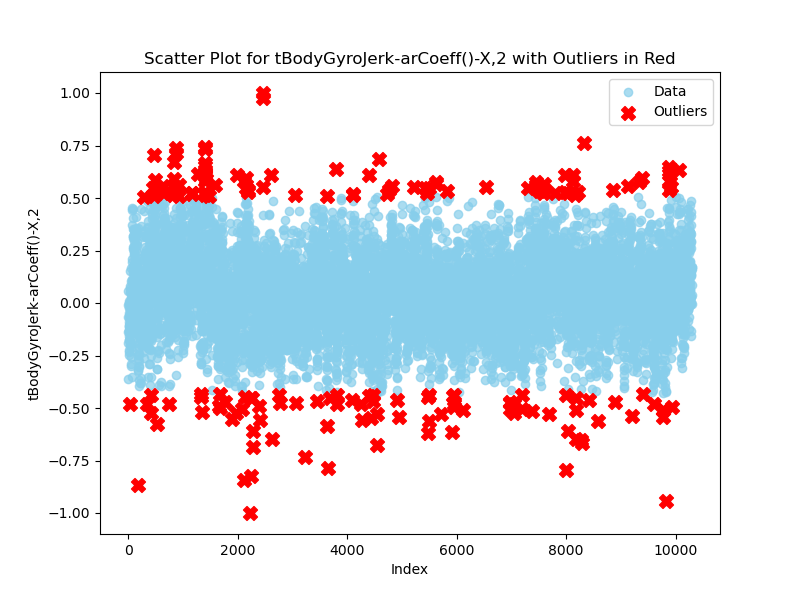 Scatter Plot for tBodyGyroJerk-arCoeff()-X,2 with Outliers in Red
Data
Outliers
tBodyGyroJerk-arCoeff()-X,2
1.00
0.75
0.50
0.25
0.00
−0.25
−0.50
−0.75
−1.00
0 2000 4000 6000 8000 10000
Index